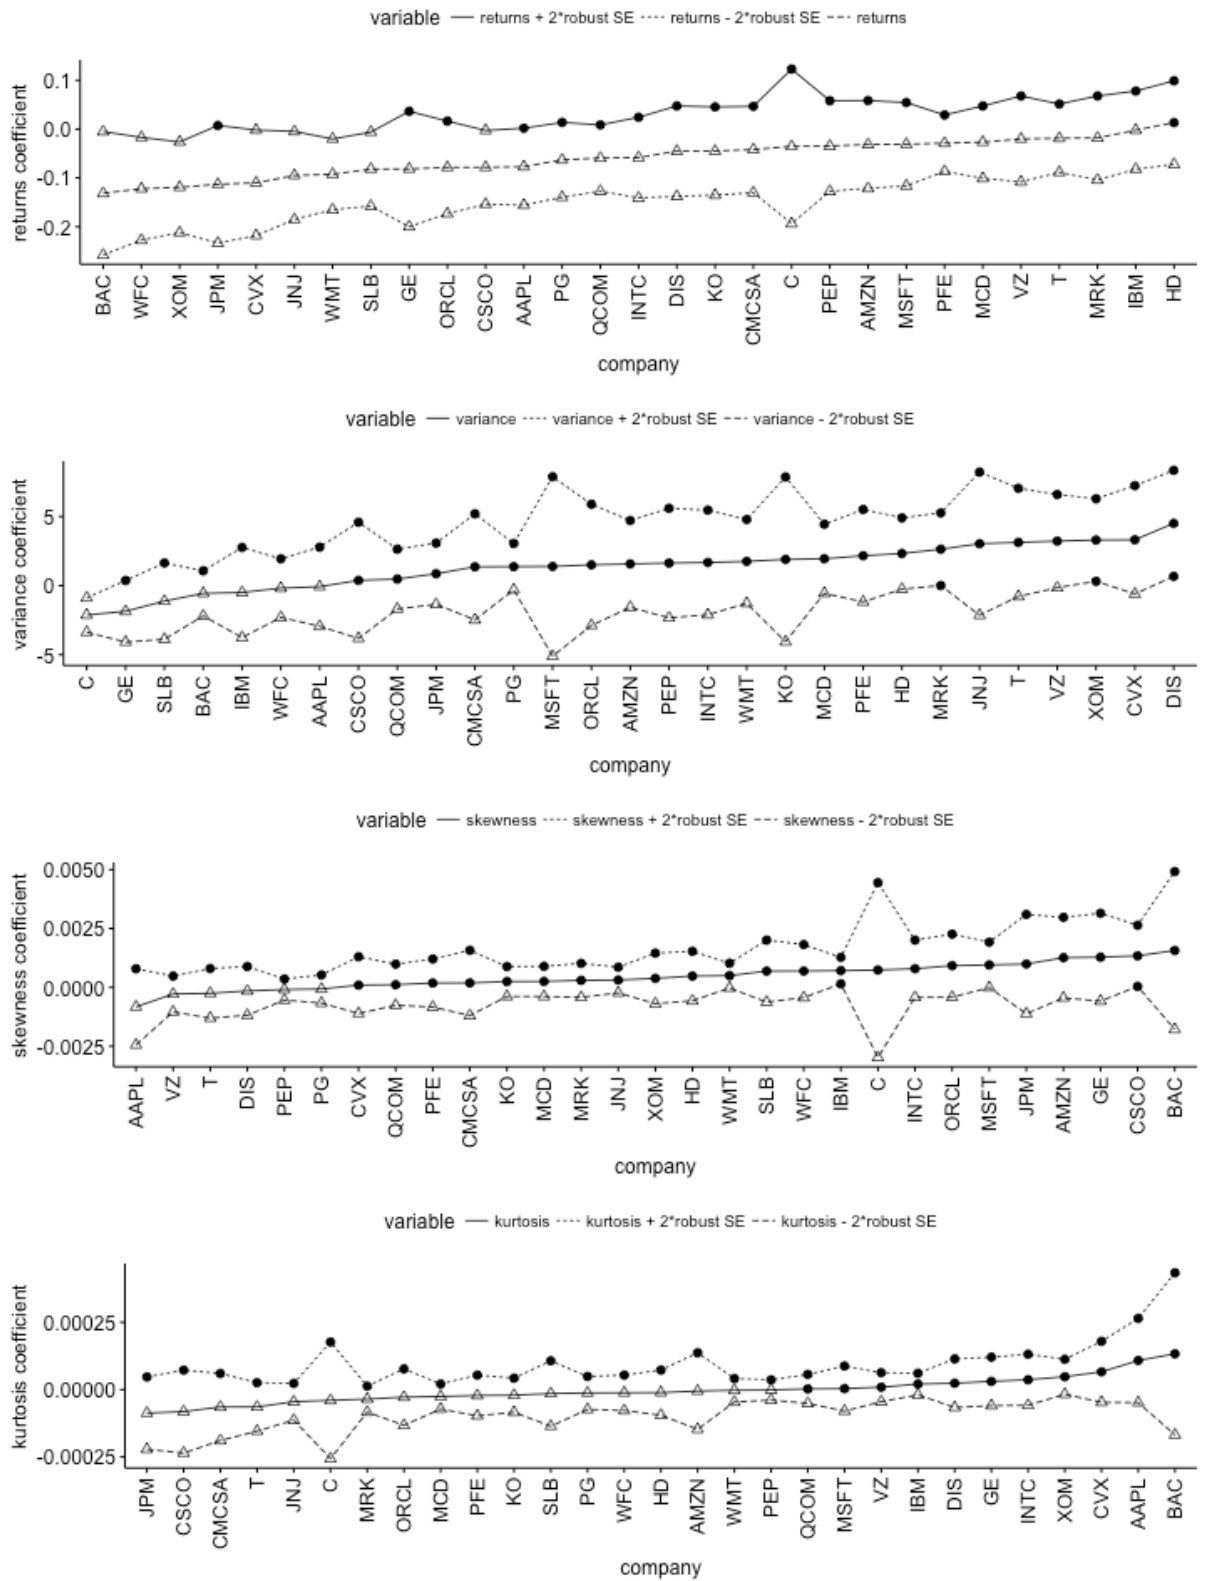 variable returns + 2*robust SE returns - 2*robust SE returns
returns coefficient
0.1
0.0
-0.1
-0.2
BAC WFC XOM JPM CVX JNJ WMT SLB GE ORCL CSCO AAPL PG QCOM INTC DIS KO CMCSA C PEP AMZN MSFT PFE MCD VZ T MRK IBM HD
company
variable variance variance + 2*robust SE variance - 2*robust SE
variance coefficient
5
0
-5
C GE SLB BAC IBM WFC AAPL CSCO QCOM JPM CMCSA PG MSFT ORCL AMZN PEP INTC WMT KO MCD PFE HD MRK JNJ T VZ XOM CVX DIS
company
variable skewness skewness + 2*robust SE skewness - 2*robust SE
skewness coefficient
0.0050
0.0025
0.0000
-0.0025
AAPL VZ T DIS PEP PG CVX QCOM PFE CMCSA KO MCD MRK JNJ XOM HD WMT SLB WFC IBM C INTC ORCL MSFT JPM AMZN GE CSCO BAC
company
variable kurtosis kurtosis + 2*robust SE kurtosis - 2*robust SE
kurtosis coefficient
0.00025
0.00000
-0.00025
JPM CSCO CMCSA T JNJ C MRK ORCL MCD PFE KO SLB PG WFC HD AMZN WMT PEP QCOM MSFT VZ IBM DIS GE INTC XOM CVX AAPL BAC
company